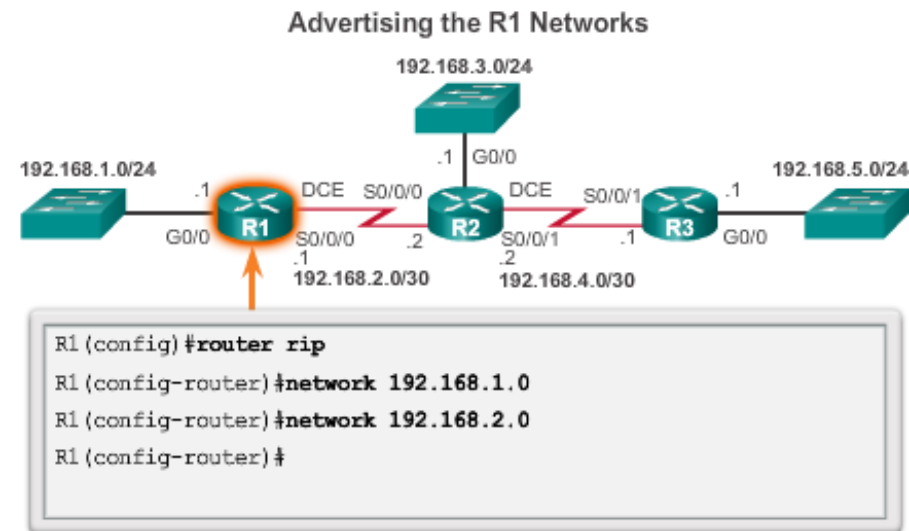 Advertising the R1 Networks
192.168.3.0/24
.1 G0/0
192.168.1.0/24
192.168.5.0/24
.1 DCE S0/0/0 DCE S0/0/1 .1
R1 R2 R3
G0/0 S0/0/0 .2 S0/0/1 .1 G0/0
.1 .2
192.168.2.0/30 192.168.4.0/30
R1(config)#router rip
R1(config-router)#network 192.168.1.0
R1(config-router)#network 192.168.2.0
R1(config-router)#